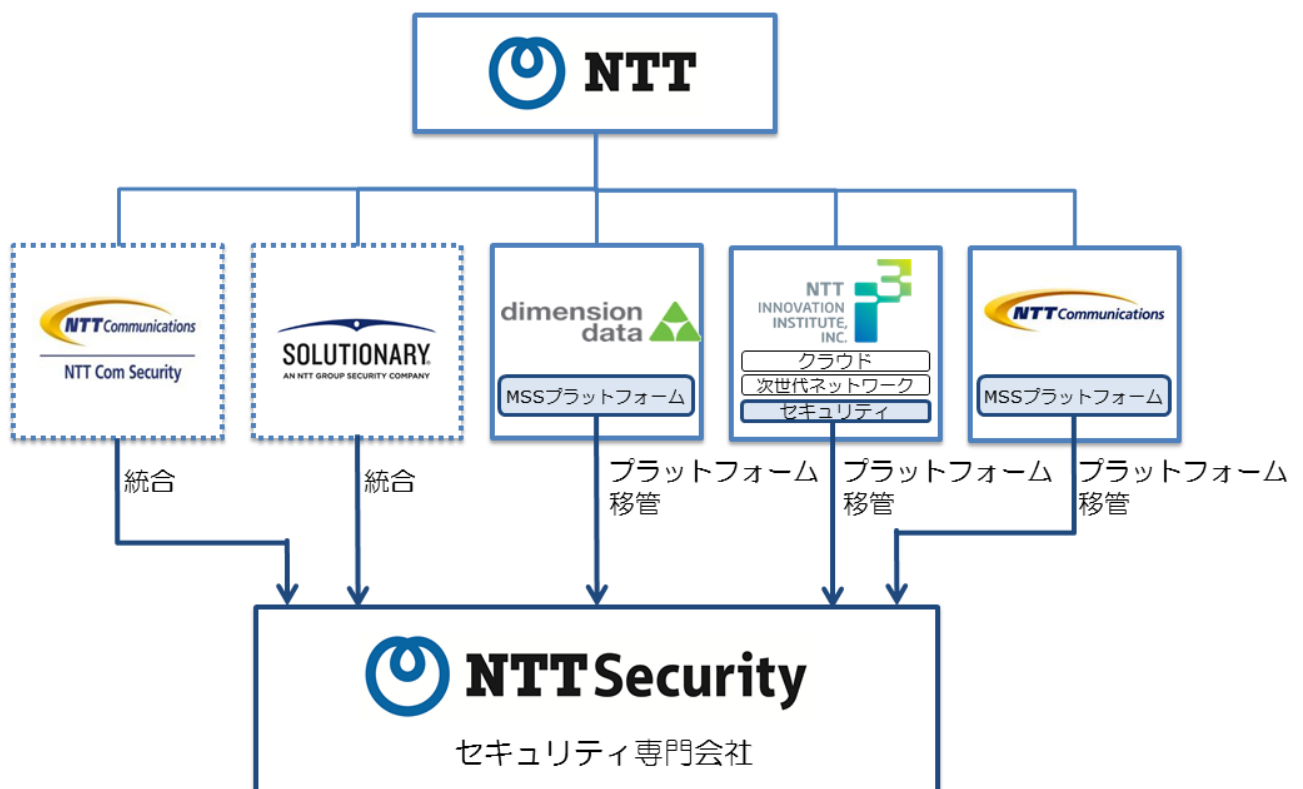 NTT
NTT Communications
NTT Com Security
SOLUTIONARY®
AN NTT GROUP SECURITY COMPANY
dimension
data
MSSプラットフォーム
NTT
INNOVATION
INSTITUTE,
INC.
i3
クラウド
次世代ネットワーク
セキュリティ
NTT Communications
MSSプラットフォーム
統合
統合
プラットフォーム
移管
プラットフォーム
移管
プラットフォーム
移管
NTT Security
セキュリティ専門会社